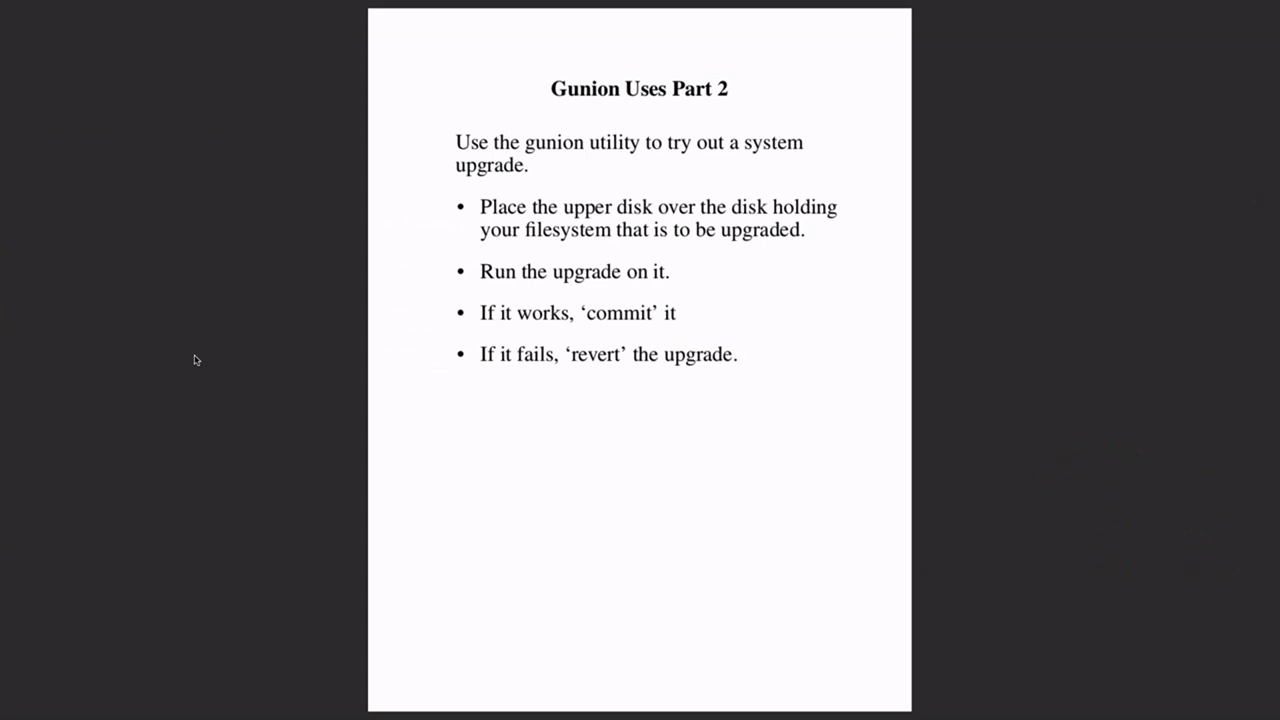 Gunion Uses Part 2
Use the gunion utility to try out a system
upgrade.
• Place the upper disk over the disk holding
your filesystem that is to be upgraded.
• Run the upgrade on it.
• If it works, ‘commit’ it
• If it fails, ‘revert’ the upgrade.